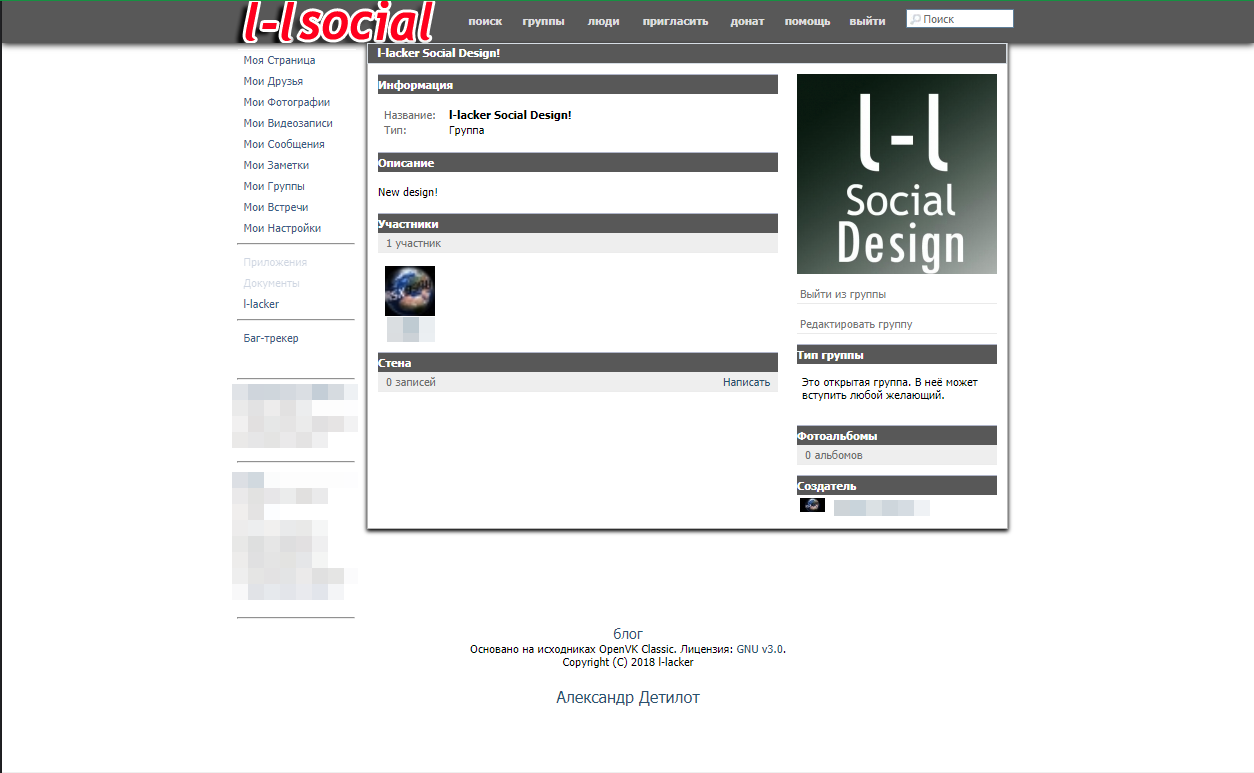 l-l social
поиск группы люди пригласить донат помощь выйти Поиск
Моя Страница
Мои Друзья
Мои Фотографии
Мои Видеозаписи
Мои Сообщения
Мои Заметки
Мои Группы
Мои Встречи
Мои Настройки
Приложения
Документы
l-lacker
Баг-трекер
l-lacker Social Design!
Информация
Название: l-lacker Social Design!
Тип: Группа
Описание
New design!
Участники
1 участник
Стена
0 записей Написать
l-l
Social
Design
Выйти из группы
Редактировать группу
Тип группы
Это открытая группа. В неё может
вступить любой желающий.
Фотоальбомы
0 альбомов
Создатель
блог
Основано на исходниках OpenVK Classic. Лицензия: GNU v3.0.
Copyright (C) 2018 l-lacker
Александр Детилот